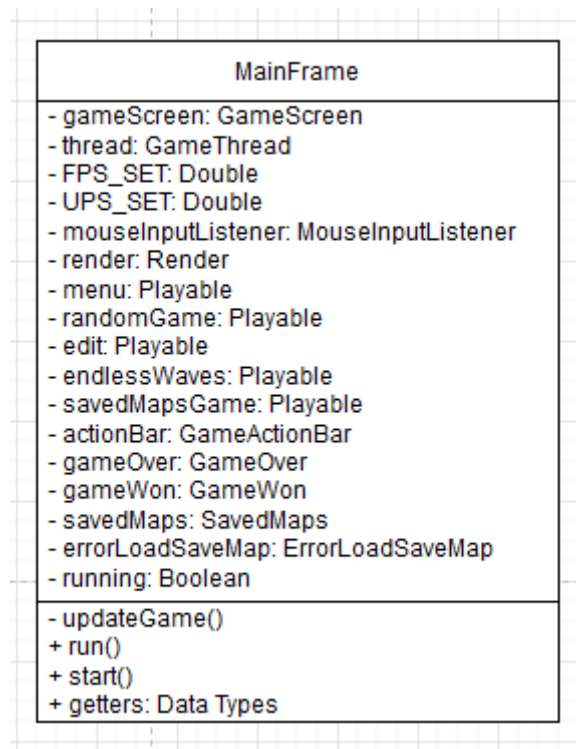 MainFrame
- gameScreen: GameScreen
- thread: GameThread
- FPS_SET: Double
- UPS_SET: Double
- mouseInputListener: MouseInputListener
- render: Render
- menu: Playable
- randomGame: Playable
- edit: Playable
- endlessWaves: Playable
- savedMapsGame: Playable
- actionBar: GameActionBar
- gameOver: GameOver
- gameWon: GameWon
- savedMaps: SavedMaps
- errorLoadSaveMap: ErrorLoadSaveMap
- running: Boolean
- updateGame()
+ run()
+ start()
+ getters: Data Types